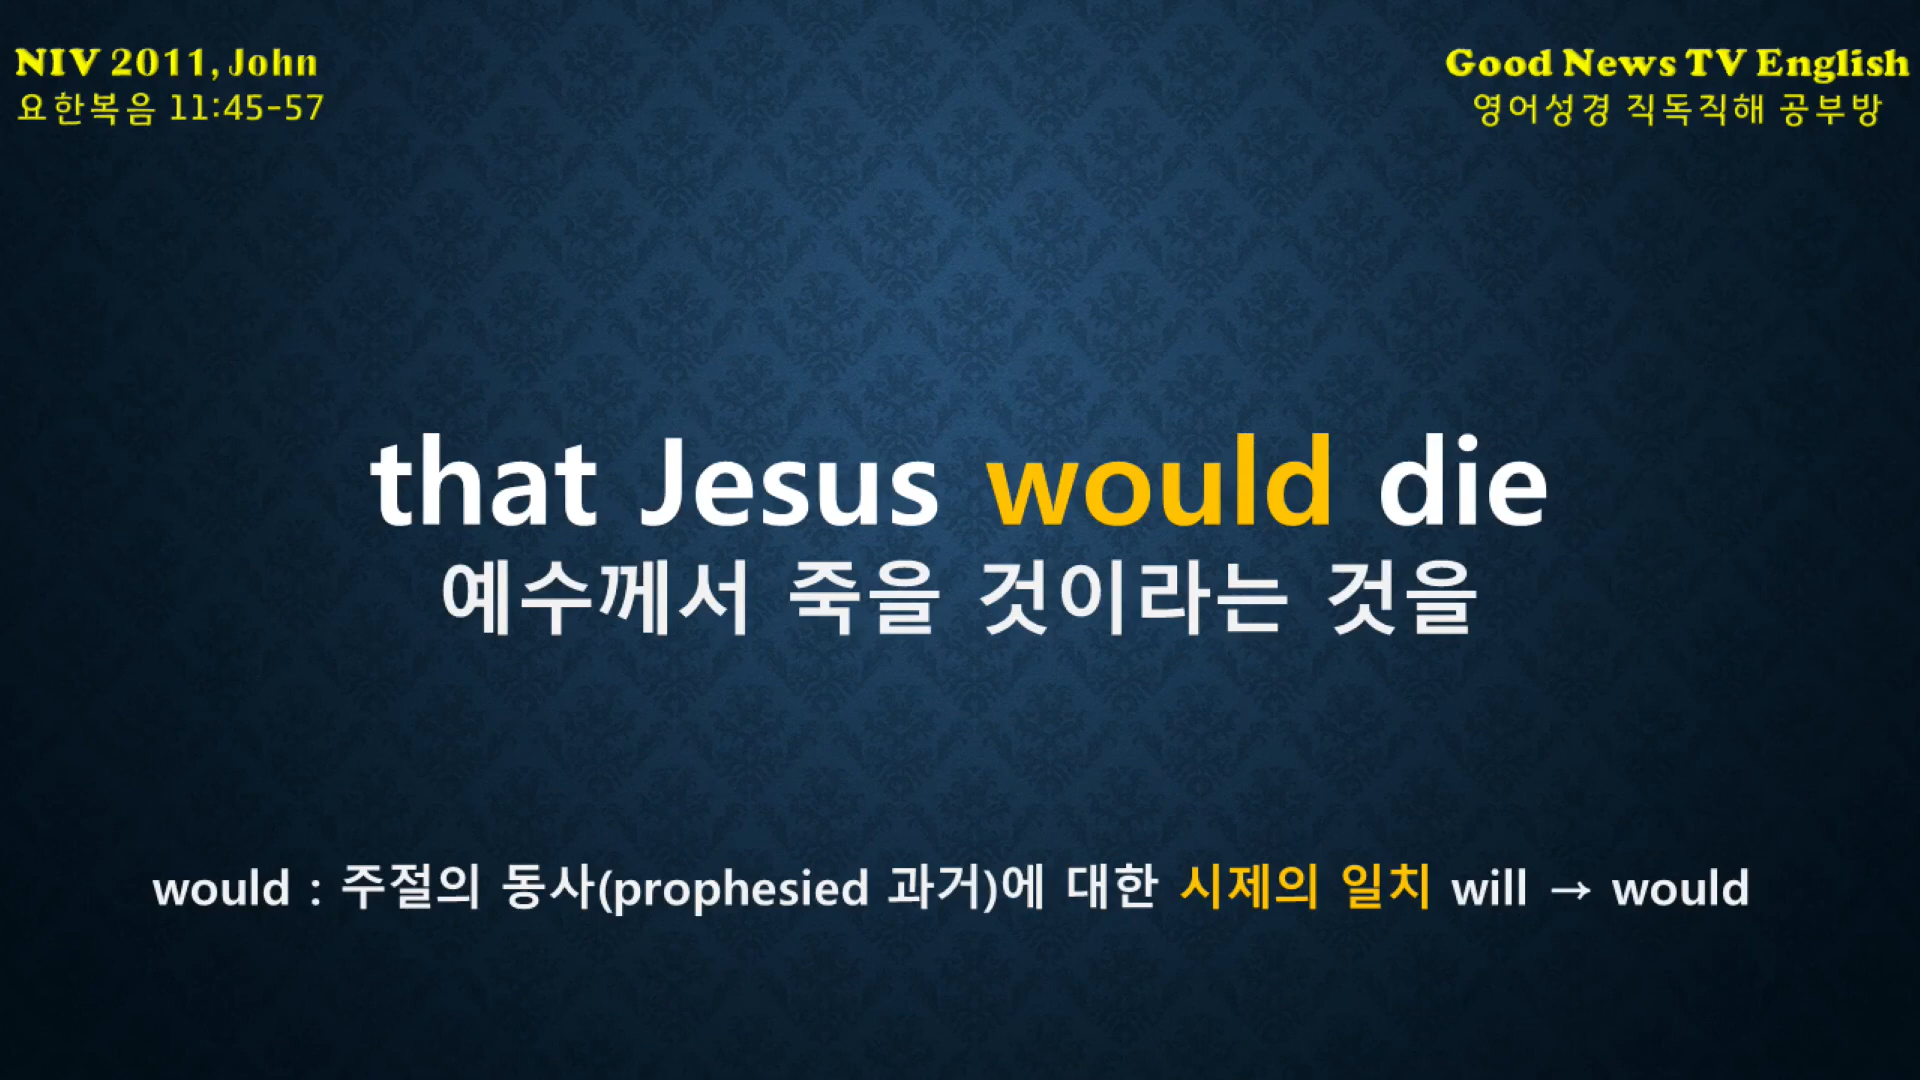 NIV 2011, John
요한복음 11:45-57
Good News TV English
영어성경 직독직해 공부방
that Jesus would die
예수께서 죽을 것이라는 것을
would : 주절의 동사(prophesied 과거)에 대한 시제의 일치 will → would